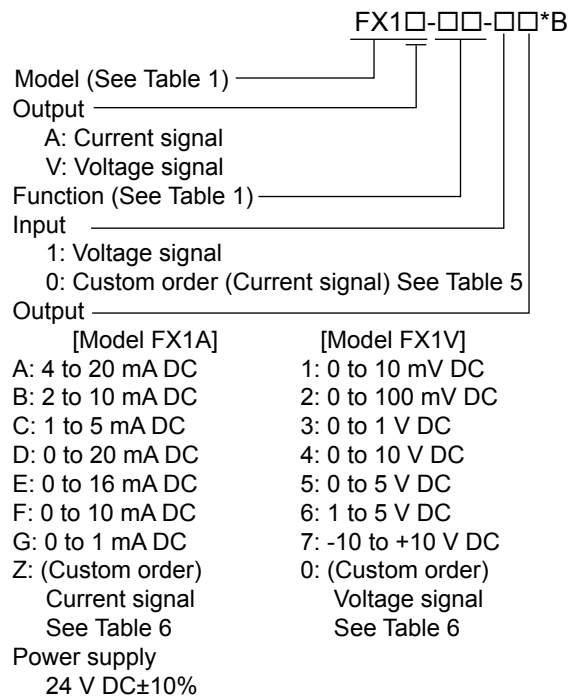 FX1□-□□-□□*B
Model (See Table 1)
Output
A: Current signal
V: Voltage signal
Function (See Table 1)
Input
1: Voltage signal
0: Custom order (Current signal) See Table 5
Output
[Model FX1A] [Model FX1V]
A: 4 to 20 mA DC 1: 0 to 10 mV DC
B: 2 to 10 mA DC 2: 0 to 100 mV DC
C: 1 to 5 mA DC 3: 0 to 1 V DC
D: 0 to 20 mA DC 4: 0 to 10 V DC
E: 0 to 16 mA DC 5: 0 to 5 V DC
F: 0 to 10 mA DC 6: 1 to 5 V DC
G: 0 to 1 mA DC 7: -10 to +10 V DC
Z: (Custom order) 0: (Custom order)
Current signal Voltage signal
See Table 6 See Table 6
Power supply
24 V DC±10%